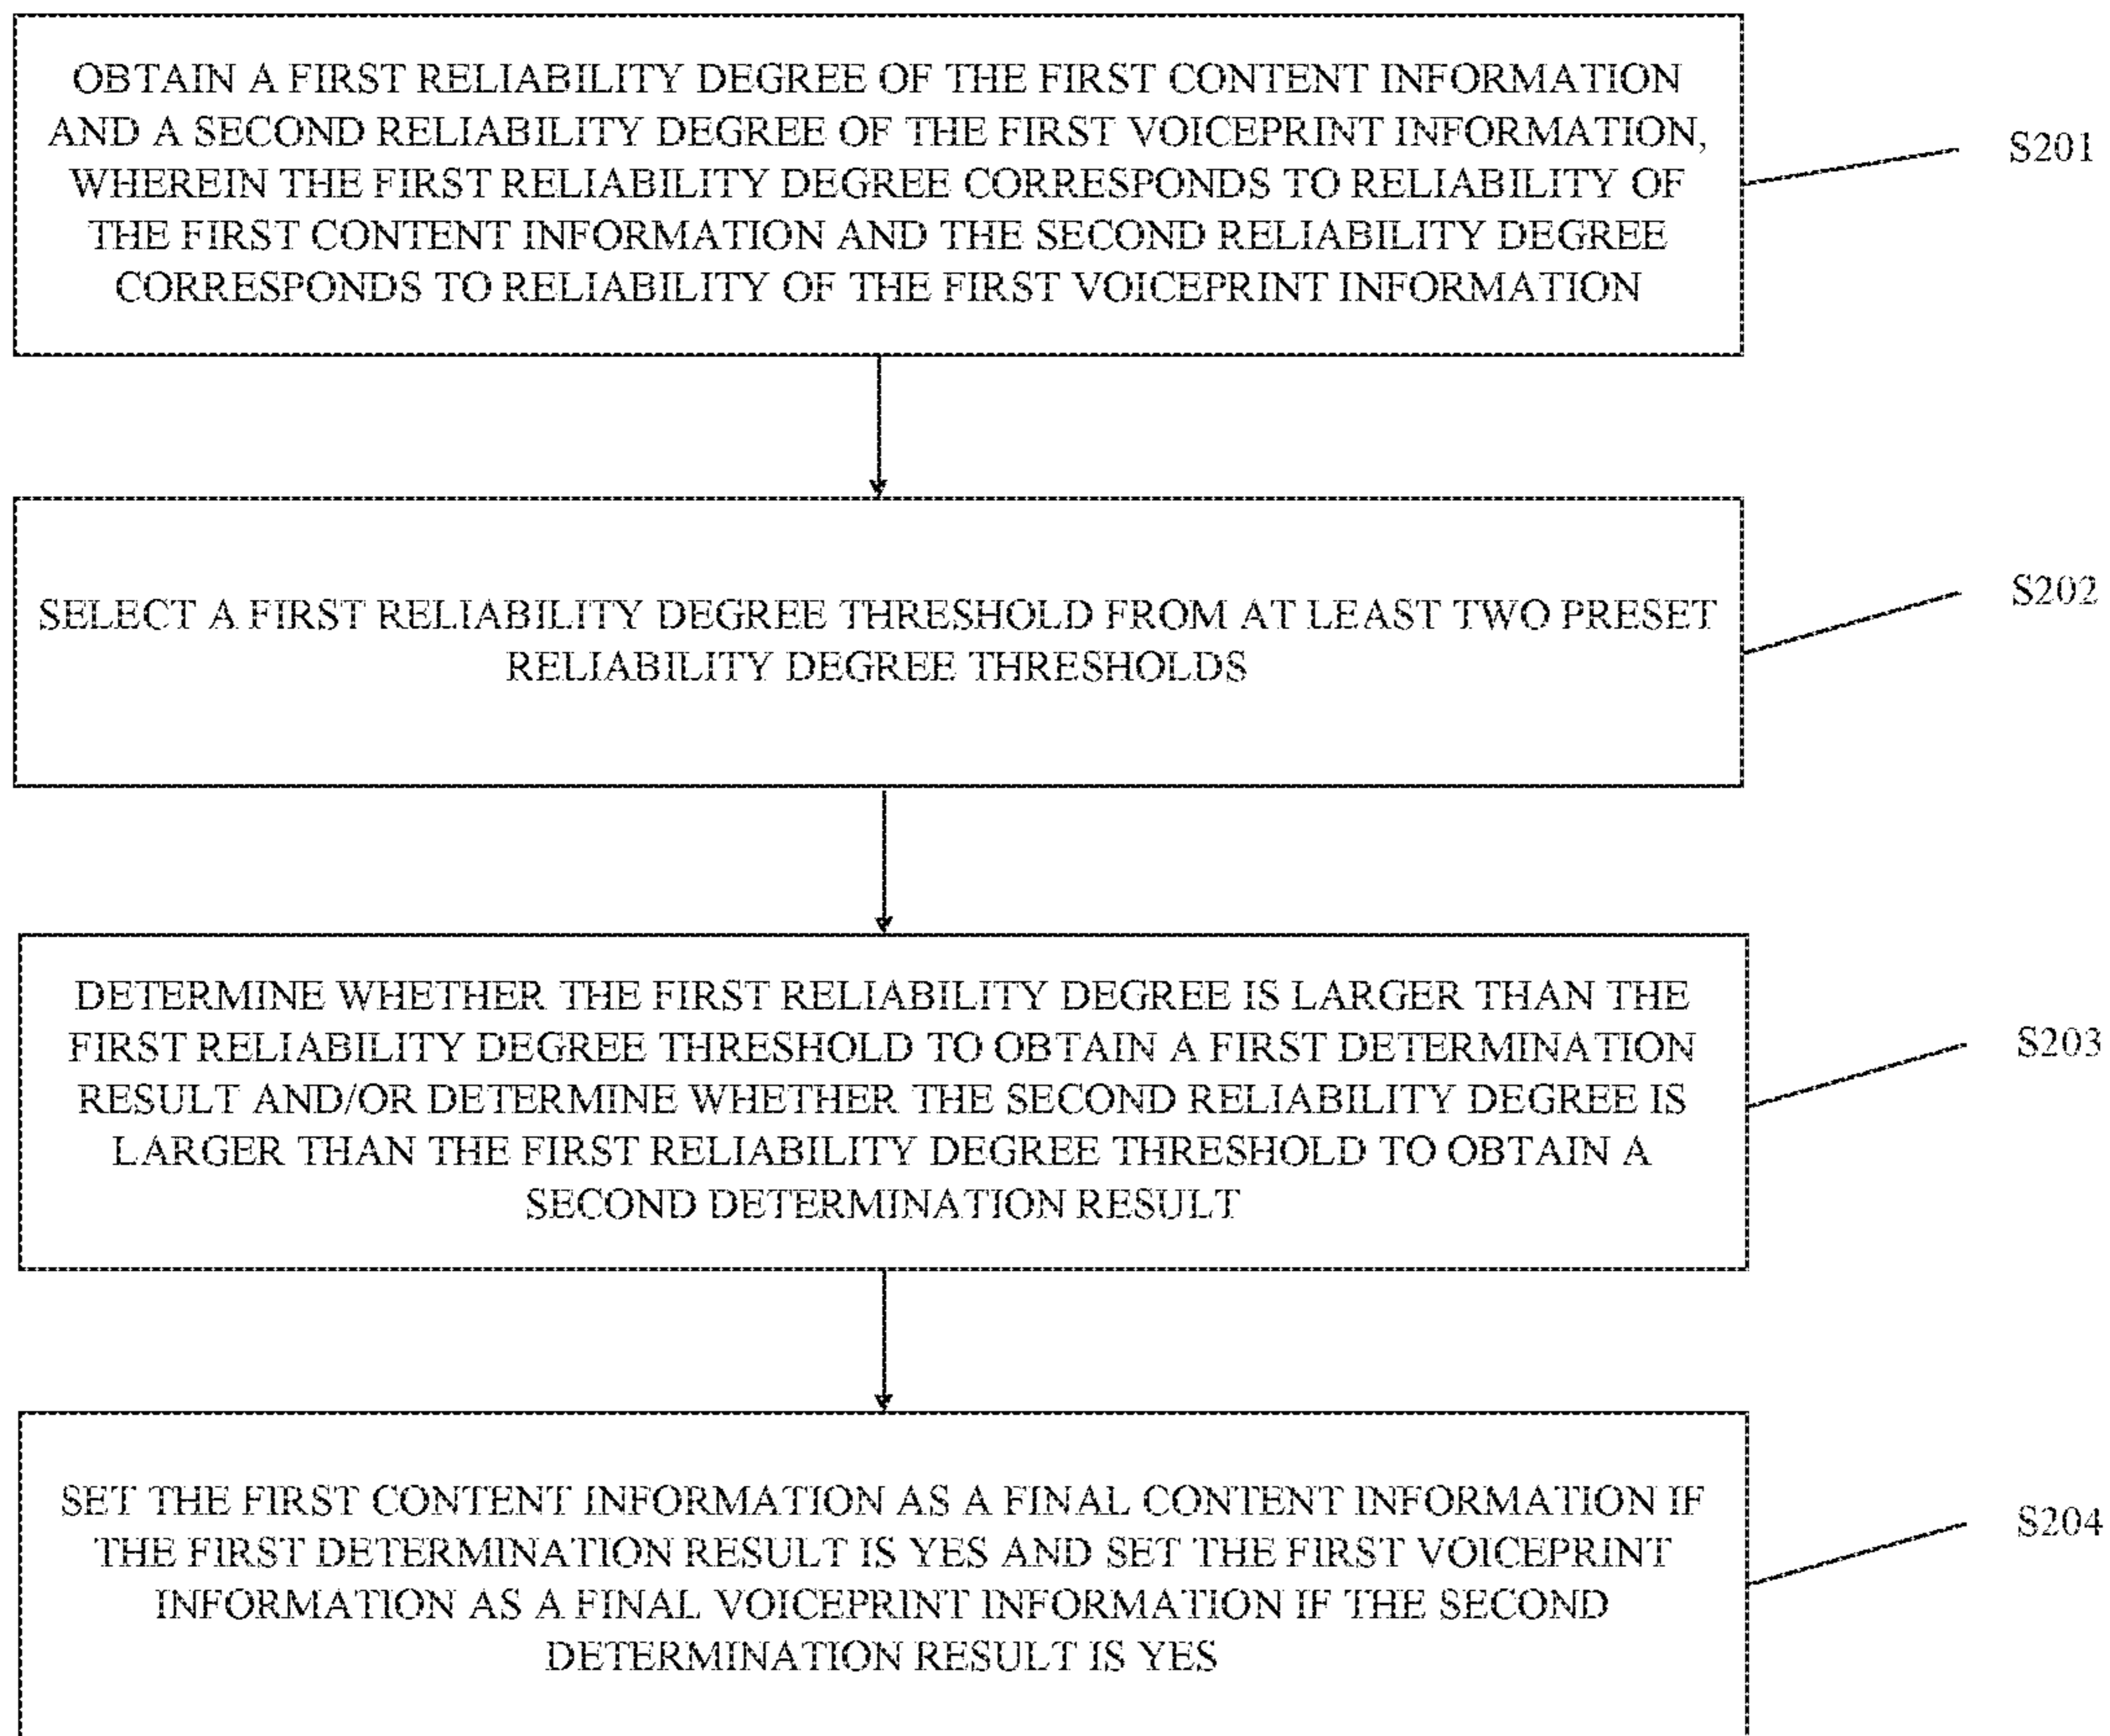 OBTAIN A FIRST RELIABILITY DEGREE OF THE FIRST CONTENT INFORMATION
AND A SECOND RELIABILITY DEGREE OF THE FIRST VOICEPRINT INFORMATION,
WHEREIN THE FIRST RELIABILITY DEGREE CORRESPONDS TO RELIABILITY OF
THE FIRST CONTENT INFORMATION AND THE SECOND RELIABILITY DEGREE
CORRESPONDS TO RELIABILITY OF THE FIRST VOICEPRINT INFORMATION
S201
SELECT A FIRST RELIABILITY DEGREE THRESHOLD FROM AT LEAST TWO PRESET
RELIABILITY DEGREE THRESHOLDS
S202
DETERMINE WHETHER THE FIRST RELIABILITY DEGREE IS LARGER THAN THE
FIRST RELIABILITY DEGREE THRESHOLD TO OBTAIN A FIRST DETERMINATION
RESULT AND/OR DETERMINE WHETHER THE SECOND RELIABILITY DEGREE IS
LARGER THAN THE FIRST RELIABILITY DEGREE THRESHOLD TO OBTAIN A
SECOND DETERMINATION RESULT
S203
SET THE FIRST CONTENT INFORMATION AS A FINAL CONTENT INFORMATION IF
THE FIRST DETERMINATION RESULT IS YES AND SET THE FIRST VOICEPRINT
INFORMATION AS A FINAL VOICEPRINT INFORMATION IF THE SECOND
DETERMINATION RESULT IS YES
S204